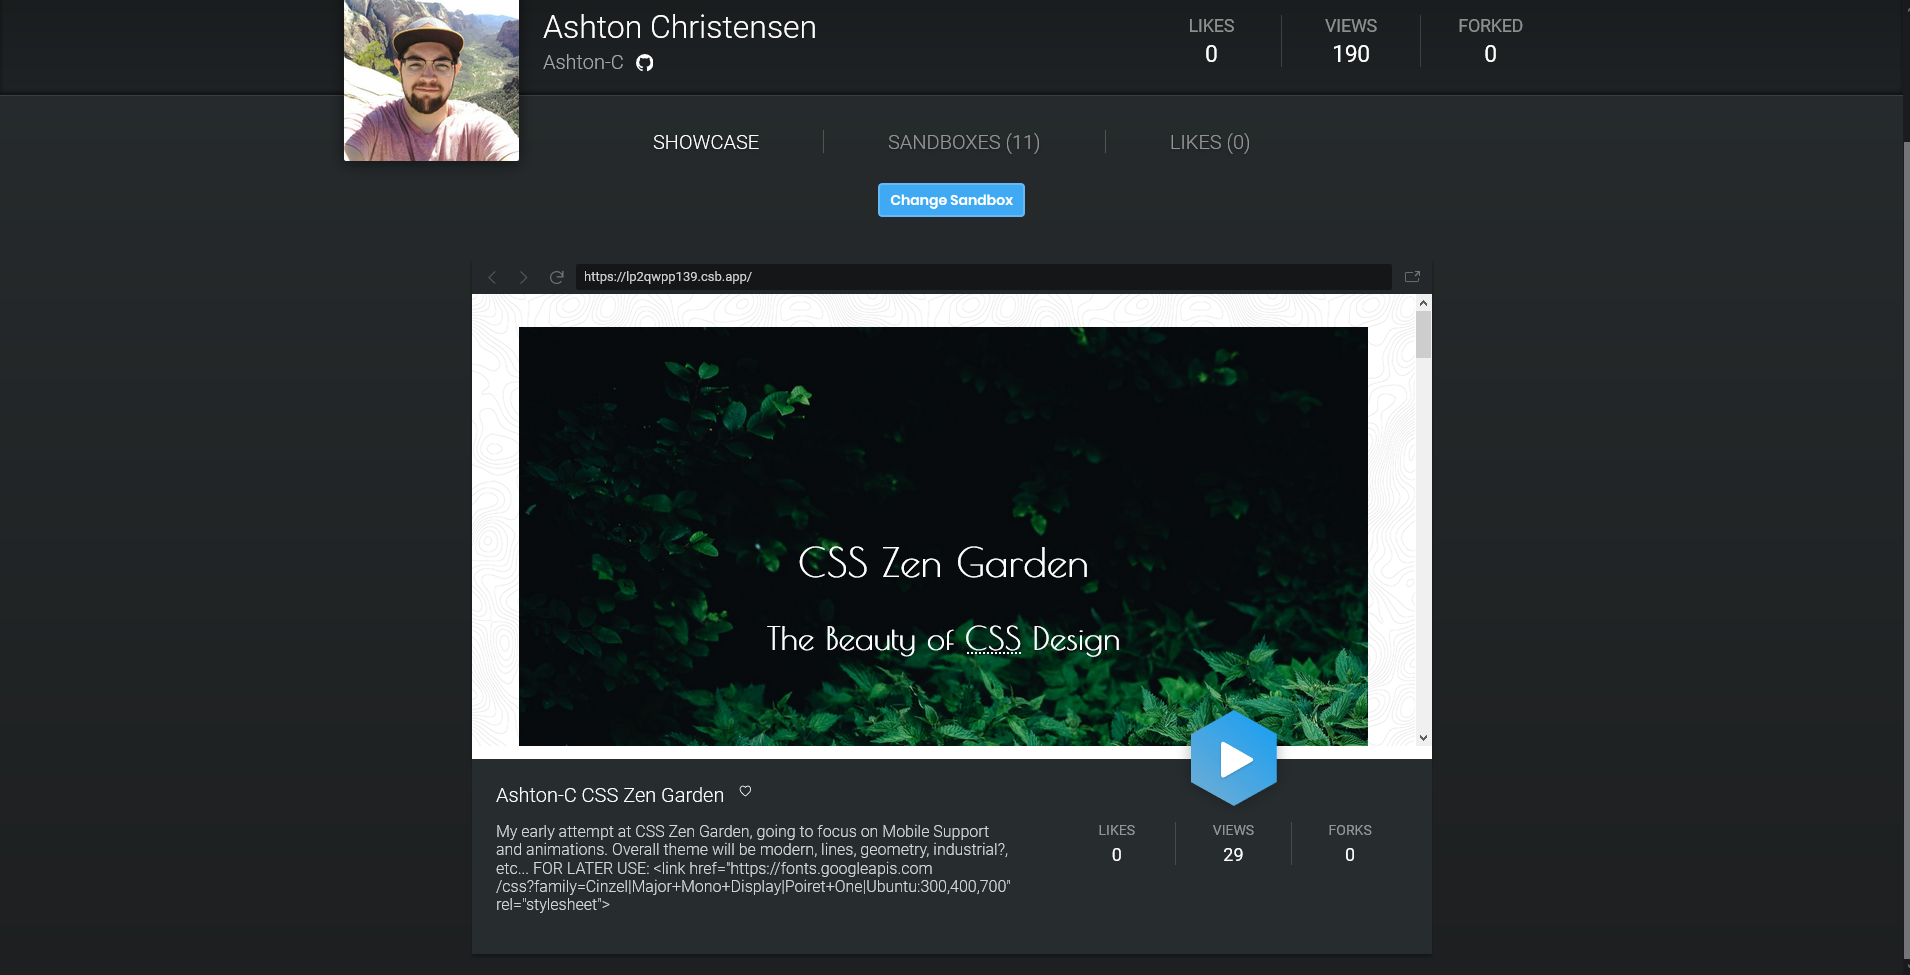 Ashton Christensen
Ashton-C
LIKES
0
VIEWS
190
FORKED
0
SHOWCASE
SANDBOXES (11)
LIKES (0)
Change Sandbox
https://lp2qwpp139.csb.app/
CSS Zen Garden
The Beauty of CSS Design
Ashton-C CSS Zen Garden
My early attempt at CSS Zen Garden, going to focus on Mobile Support
and animations. Overall theme will be modern, lines, geometry, industrial?,
etc... FOR LATER USE: <link href="https://fonts.googleapis.com
/css?family=Cinzel|Major+Mono+Display|Poiret+One|Ubuntu:300,400,700"
rel="stylesheet">
LIKES
0
VIEWS
29
FORKS
0